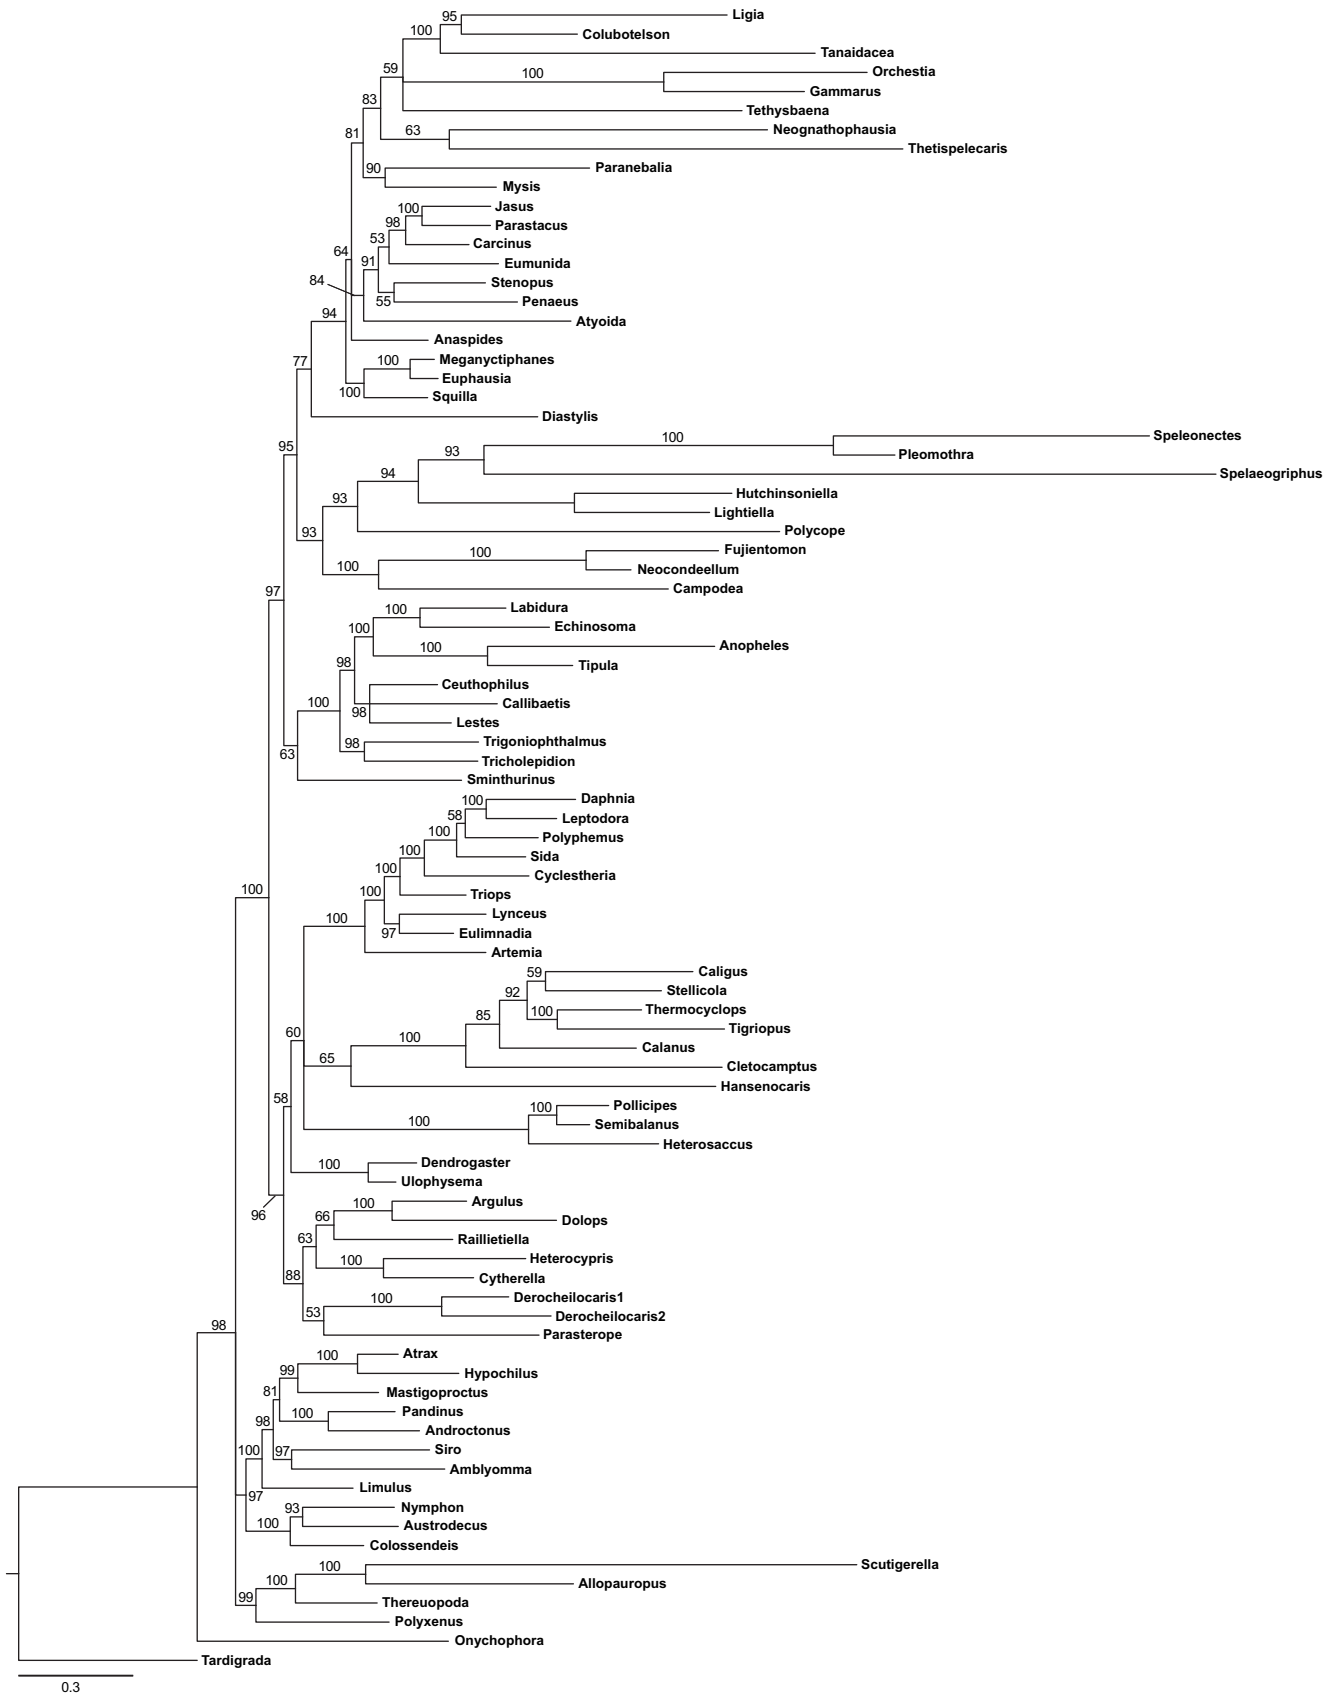 95 Ligia
100 Colubotelson
Tanaidacea
59 100 Orchestia
Gammarus
83 Tethysbaena
81 63 Neognathophausia
Thetispelecaris
90 Paranebalia
Mysis
100 Jasus
98 Parastacus
53 Carcinus
64 91 Eumunida
84 Stenopus
55 Penaeus
94 Atyoida
Anaspides
77 100 Meganyctiphanes
Euphausia
100 Squilla
Diastylis
95 93 100 Speleonectes
Pleomothra
94 Spelaeogriphus
93 Hutchinsoniella
Lightiella
93 Polycope
100 Fujientomon
100 Neocondeellum
97 Campodea
100 Labidura
100 Echinosoma
100 Anopheles
98 Tipula
Ceuthophilus
100 98 Callibaetis
Lestes
98 Trigoniophthalmus
63 Tricholepidion
Sminthurinus
100 Daphnia
58 Leptodora
100 Polyphemus
100 Sida
100 Cyclestheria
100 100 Triops
100 Lynceus
97 Eulimnadia
Artemia
59 Caligus
92 Stellicola
85 100 Thermocyclops
60 100 Tigriopus
65 Calanus
Cletocamptus
Hansenocaris
58 100 Pollicipes
100 Semibalanus
Heterosaccus
100 Dendrogaster
Ulophysema
96 100 Argulus
66 Dolops
63 Raillietiella
100 Heterocypris
88 Cytherella
100 Derocheilocaris1
53 Derocheilocaris2
98 Parasterope
100 Atrax
99 Hypochilus
81 Mastigoproctus
100 Pandinus
98 Androctonus
100 97 Siro
Amblyomma
97 Limulus
93 Nymphon
100 Austrodecus
Colossendeis
100 Scutigerella
100 Allopauropus
99 Thereuopoda
Polyxenus
Onychophora
Tardigrada
0.3